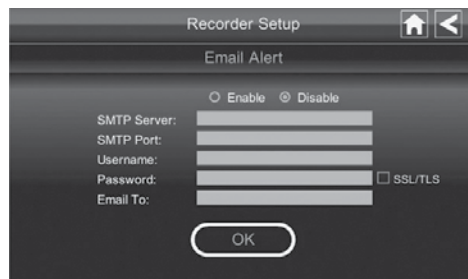 Recorder Setup
Email Alert
Enable Disable
SMTP Server:
SMTP Port:
Username:
Password: SSL/TLS
Email To:
OK